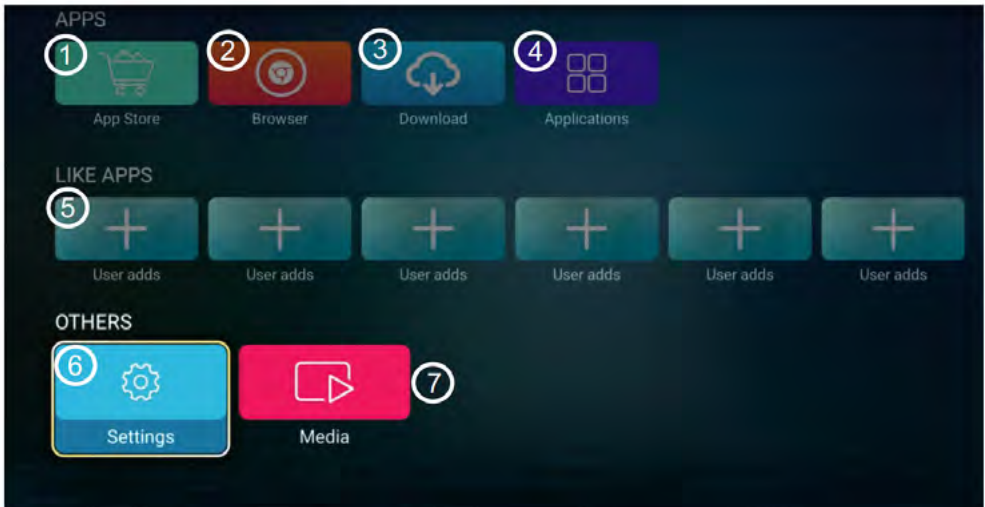 APPS
1 2 3 4
App Store Browser Download Applications
LIKE APPS
5
User adds User adds User adds User adds User adds User adds
OTHERS
6 7
Settings Media